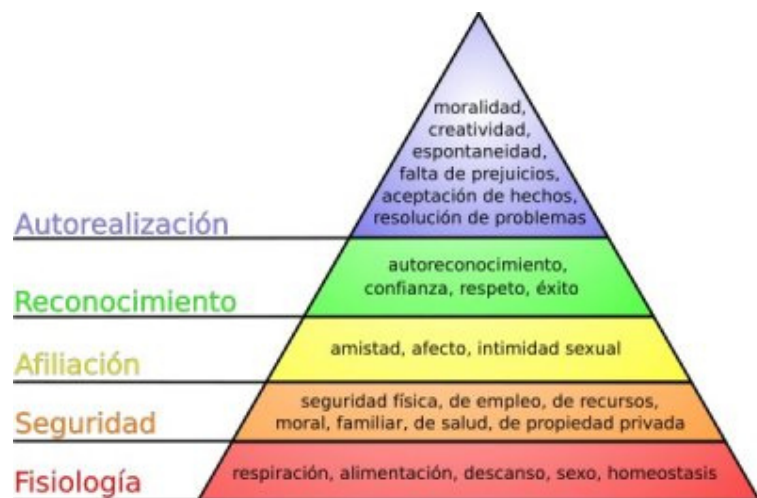 moralidad,
creatividad,
espontaneidad,
falta de prejuicios,
aceptación de hechos,
resolución de problemas
Autorealización
autoreconocimiento,
confianza, respeto, éxito
Reconocimiento
amistad, afecto, intimidad sexual
Afiliación
seguridad física, de empleo, de recursos,
moral, familiar, de salud, de propiedad privada
Seguridad
respiración, alimentación, descanso, sexo, homeostasis
Fisiología